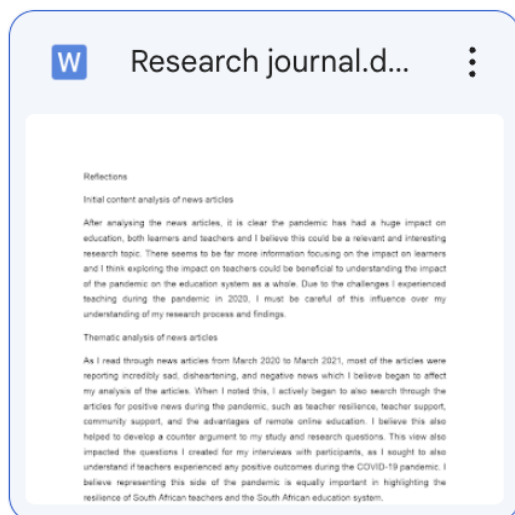 W Research journal.d...
Reflections
Initial content analysis of news articles
After analysing the news articles, it is clear the pandemic has had a huge impact on
education, both learners and teachers and I believe this could be a relevant and interesting
research topic. There seems to be far more information focusing on the impact on learners
and I think exploring the impact on teachers could be beneficial to understanding the impact
of the pandemic on the education system as a whole. Due to the challenges I experienced
teaching during the pandemic in 2020, I must be careful of this influence over my
understanding of my research process and findings.
Thematic analysis of news articles
As I read through news articles from March 2020 to March 2021, most of the articles were
reporting incredibly sad, disheartening, and negative news which I believe began to affect
my analysis of the articles. When I noted this, I actively began to also search through the
articles for positive news during the pandemic, such as teacher resilience, teacher support,
community support, and the advantages of remote online education. I believe this also
helped to develop a counter argument to my study and research questions. This view also
impacted the questions I created for my interviews with participants, as I sought to also
understand if teachers experienced any positive outcomes during the COVID-19 pandemic. I
believe representing this side of the pandemic is equally important in highlighting the
resilience of South African teachers and the South African education system.